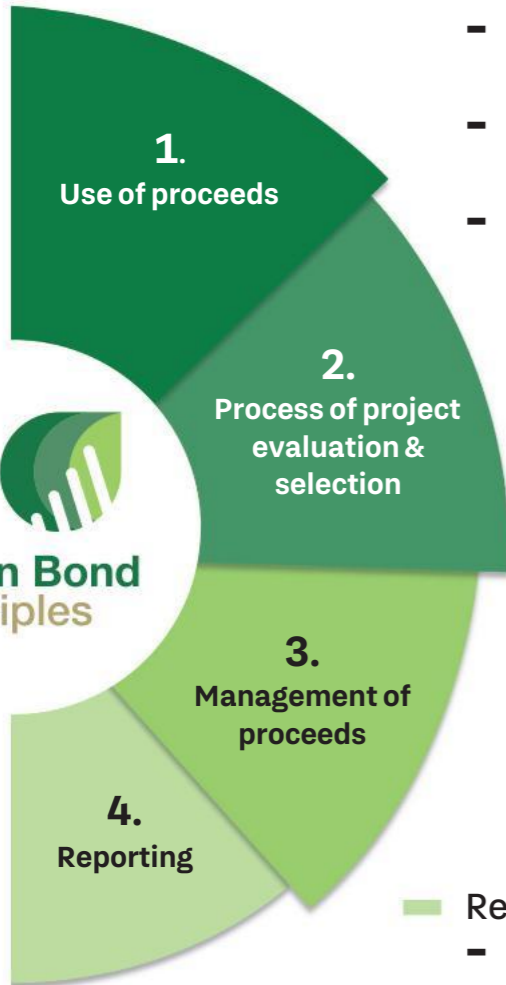 -
-
-
1.
Use of proceeds
2.
Process of project
evaluation &
selection
n Bond
iples
3.
Management of
proceeds
4.
Reporting
Re
-